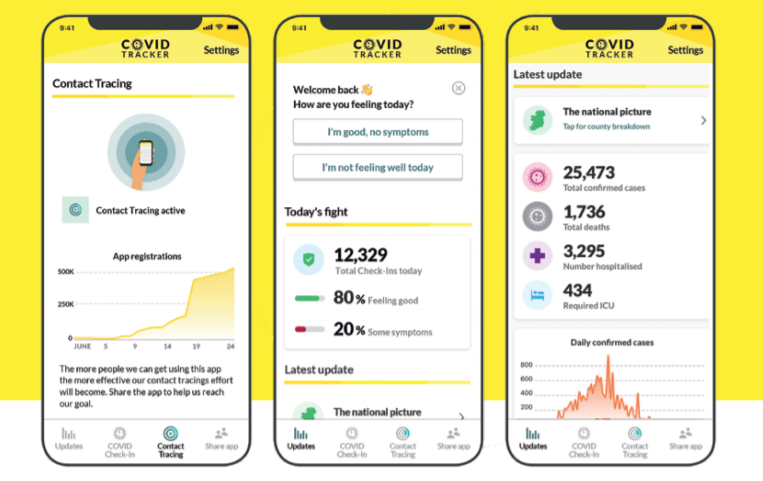 9:41
COVID
TRACKER
Settings
Contact Tracing
Contact Tracing active
App registrations
500K
250K
0
JUNE 5 9 14 19 24
The more people we can get using this app
the more effective our contact tracings effort
will become. Share the app to help us reach
our goal.
Updates
COVID
Check-In
Contact
Tracing
Share app
9:41
COVID
TRACKER
Settings
Welcome back 👋
How are you feeling today?
I'm good, no symptoms
I'm not feeling well today
Today's fight
12,329
Total Check-Ins today
80% Feeling good
20% Some symptoms
Latest update
The national picture
Updates
COVID
Check-In
Contact
Tracing
Share app
9:41
COVID
TRACKER
Settings
Latest update
The national picture
Tap for county breakdown
25,473
Total confirmed cases
1,736
Total deaths
3,295
Number hospitalised
434
Required ICU
Daily confirmed cases
800
600
400
200
Updates
COVID
Check-In
Contact
Tracing
Share app